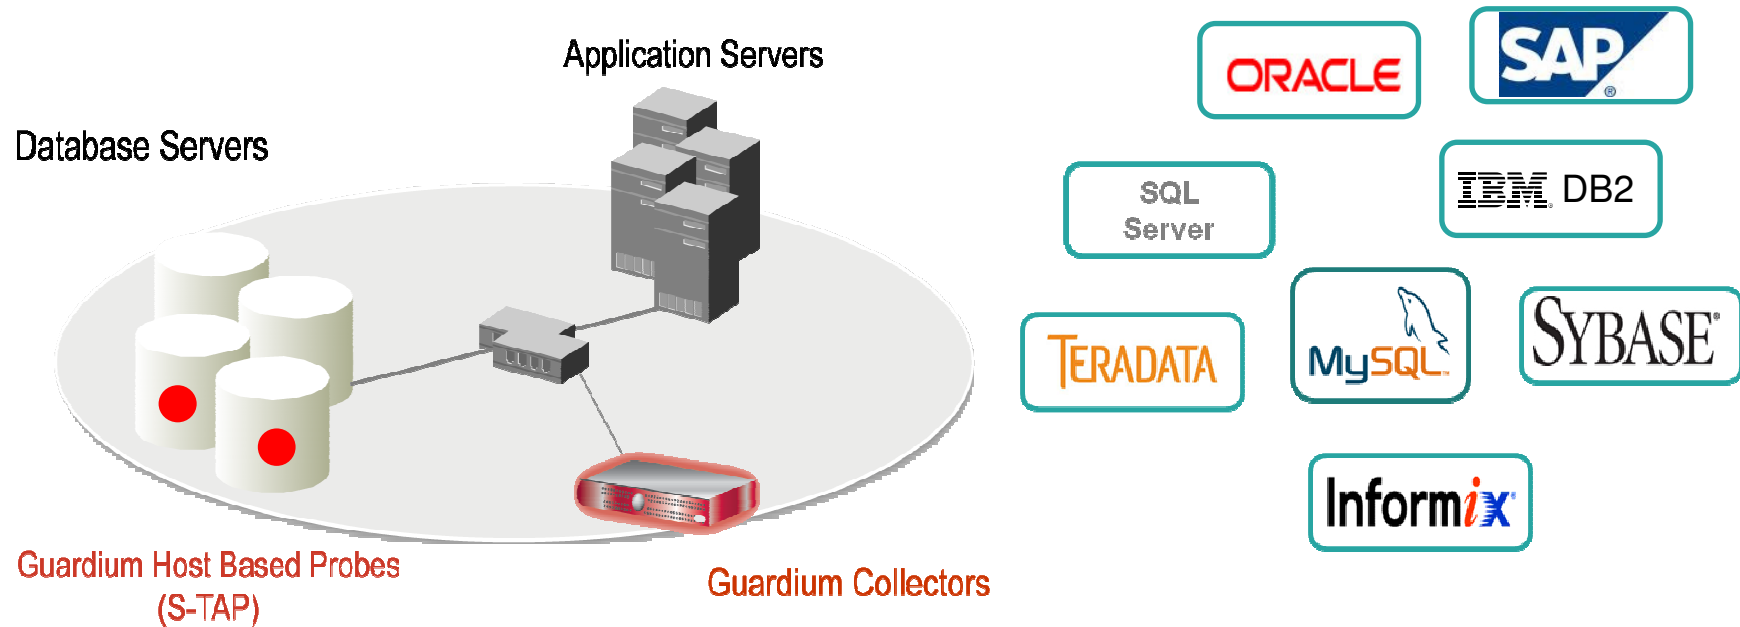 Application Servers
Database Servers
Guardium Host Based Probes
(S-TAP)
Guardium Collectors
ORACLE
SAP®
SQL
Server
IBM® DB2
TERADATA
MySQL™
SYBASE®
Informix®